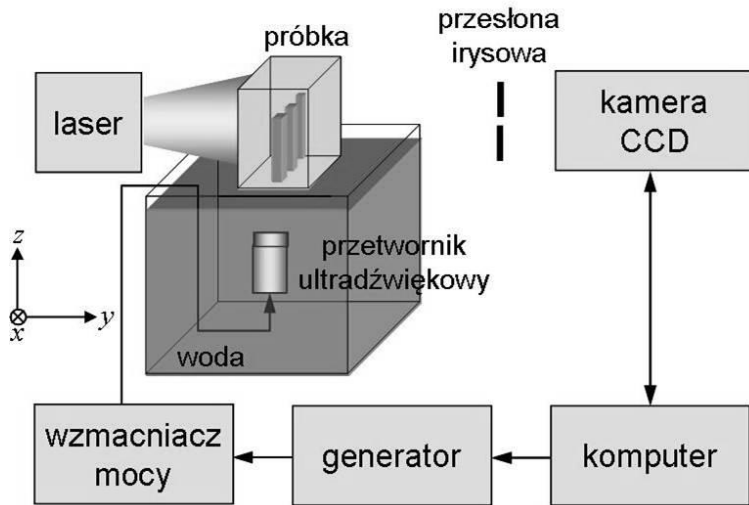 próbka
przesłona
irysowa
laser
kamera
CCD
z
x
y
przetwornik
ultradźwiękowy
woda
wzmacniacz
mocy
generator
komputer